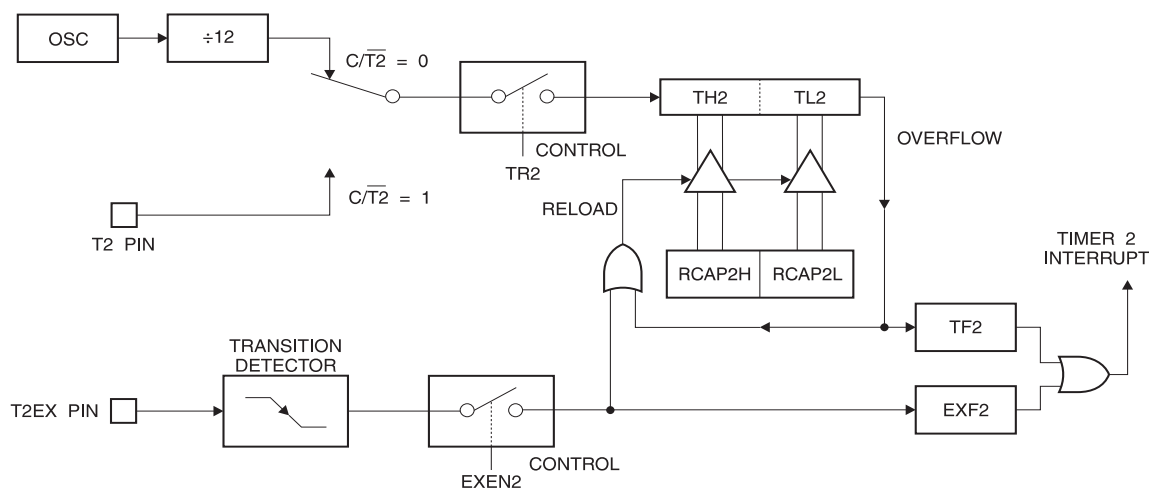 OSC
÷12
C/T2̅ = 0
TH2
TL2
OVERFLOW
CONTROL
TR2
C/T2̅ = 1
RELOAD
T2 PIN
RCAP2H
RCAP2L
TIMER 2
INTERRUPT
TF2
TRANSITION
DETECTOR
T2EX PIN
EXF2
CONTROL
EXEN2